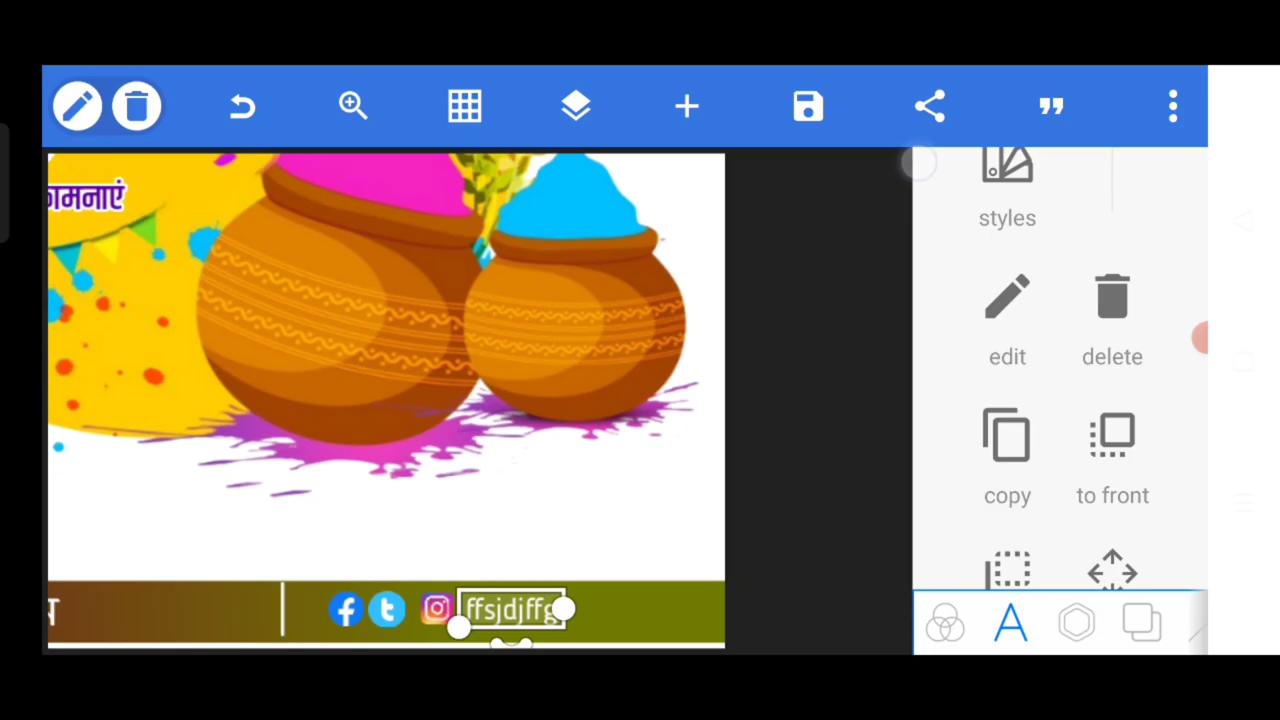 कामनाएं
styles
edit delete
copy to front
ffsjdjffg